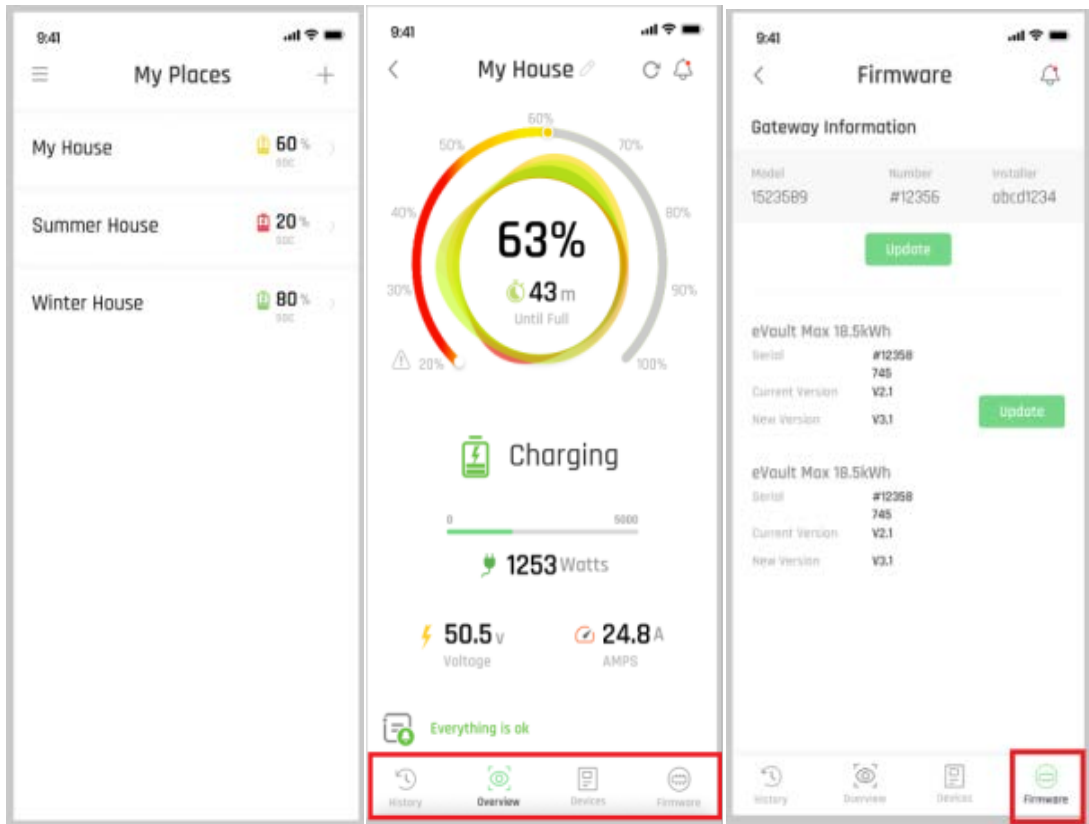 9:41
My Places
My House
60 %
SOC
Summer House
20 %
SOC
Winter House
80 %
SOC
9:41
My House
60%
50%
70%
40%
80%
63%
30%
43 m
90%
Until Full
20%
100%
Charging
0
5000
1253 Watts
50.5 V
24.8 A
Voltage
AMPS
Everything is ok
History
Overview
Devices
Firmware
9:41
Firmware
Gateway Information
Model
Number
Installer
1523589
#12356
abcd1234
Update
eVault Max 18.5kWh
Serial
#12358
745
Current Version
V2.1
New Version
V3.1
Update
eVault Max 18.5kWh
Serial
#12358
745
Current Version
V2.1
New Version
V3.1
History
Overview
Devices
Firmware